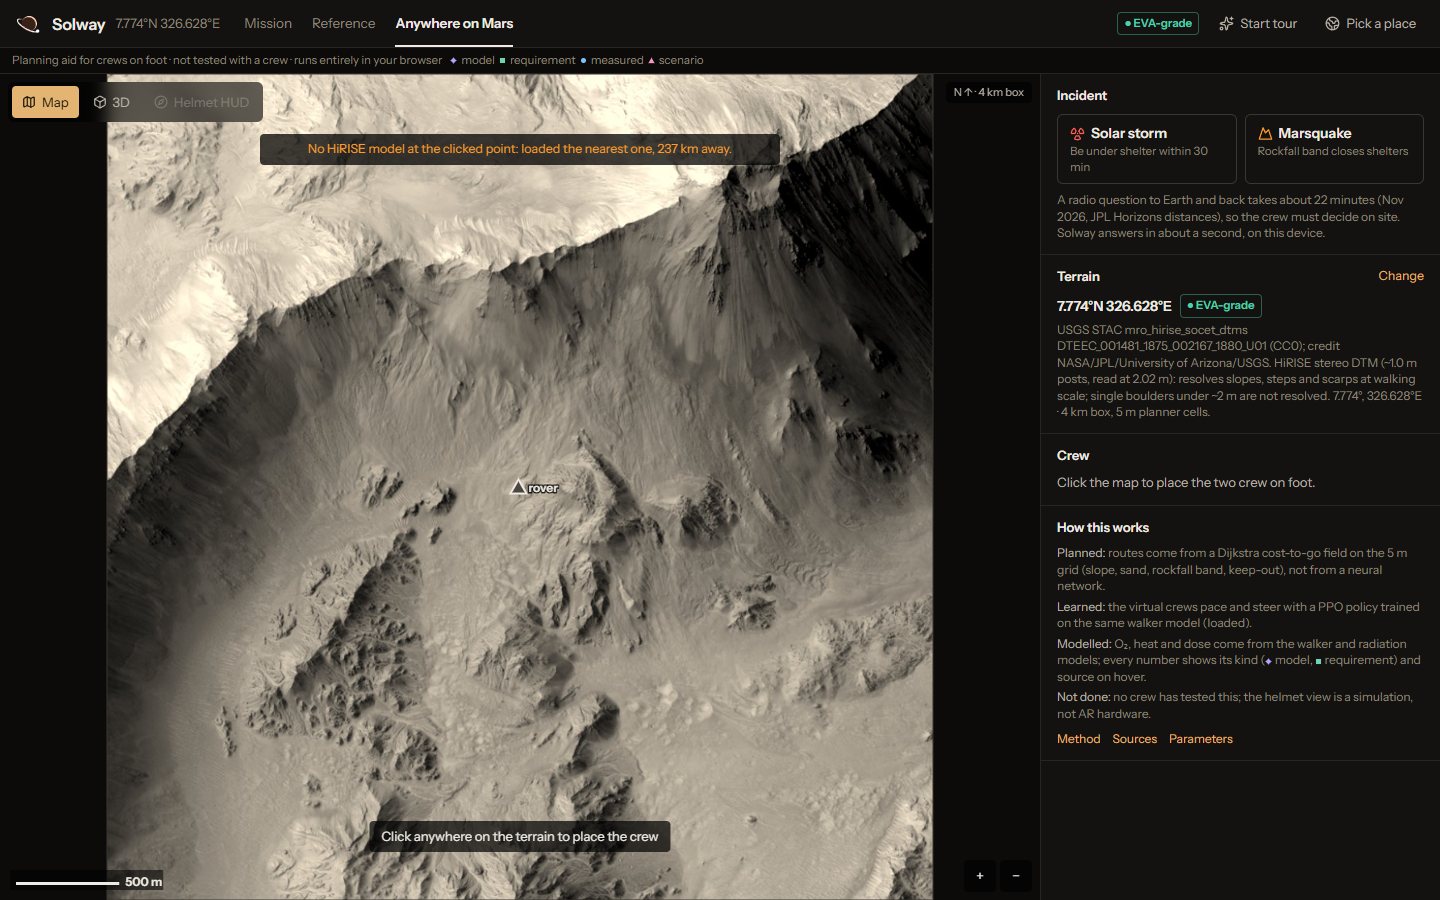 Solway 7.774°N 326.628°E Mission Reference Anywhere on Mars EVA-grade Start tour Pick a place
Planning aid for crews on foot · not tested with a crew · runs entirely in your browser model requirement measured scenario
Map 3D Helmet HUD
N ↑ · 4 km box
No HiRISE model at the clicked point: loaded the nearest one, 237 km away.
rover
Click anywhere on the terrain to place the crew
500 m
+ −
Incident
Solar storm
Be under shelter within 30
min
Marsquake
Rockfall band closes shelters
A radio question to Earth and back takes about 22 minutes (Nov
2026, JPL Horizons distances), so the crew must decide on site.
Solway answers in about a second, on this device.
Terrain Change
7.774°N 326.628°E EVA-grade
USGS STAC mro_hirise_socet_dtms
DTEEC_001481_1875_002167_1880_U01 (CC0); credit
NASA/JPL/University of Arizona/USGS. HiRISE stereo DTM (~1.0 m
posts, read at 2.02 m): resolves slopes, steps and scarps at walking
scale; single boulders under ~2 m are not resolved. 7.774°, 326.628°E
· 4 km box, 5 m planner cells.
Crew
Click the map to place the two crew on foot.
How this works
Planned: routes come from a Dijkstra cost-to-go field on the 5 m
grid (slope, sand, rockfall band, keep-out), not from a neural
network.
Learned: the virtual crews pace and steer with a PPO policy trained
on the same walker model (loaded).
Modelled: O₂, heat and dose come from the walker and radiation
models; every number shows its kind (◆ model, ■ requirement) and
source on hover.
Not done: no crew has tested this; the helmet view is a simulation,
not AR hardware.
Method Sources Parameters